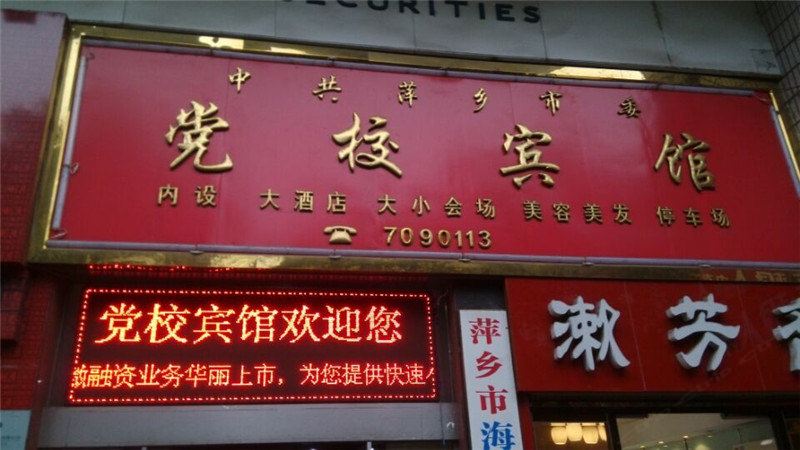 SECURITIES
中共萍乡市委
党校宾馆
内设 大酒店 大小会场 美容美发 停车场
☎ 7090113
党校宾馆欢迎您
融资业务华丽上市，为您提供快速
萍乡市海
漱芳